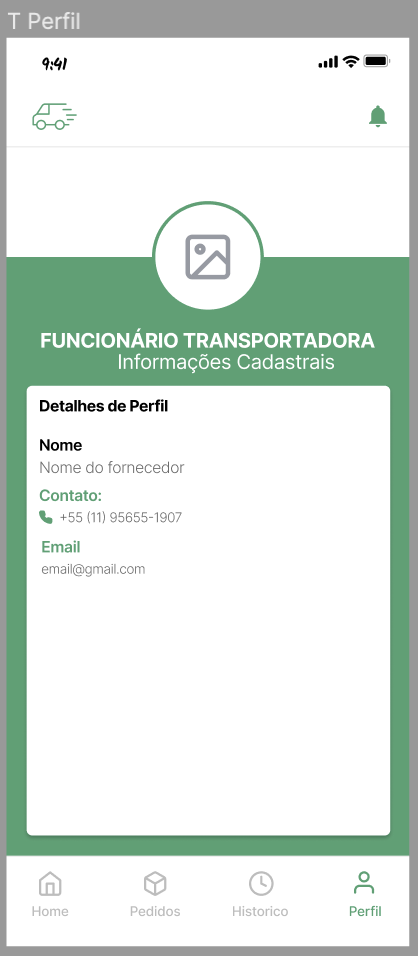 T Perfil
9:41
FUNCIONÁRIO TRANSPORTADORA
Informações Cadastrais
Detalhes de Perfil
Nome
Nome do fornecedor
Contato:
+55 (11) 95655-1907
Email
email@gmail.com
Home Pedidos Historico Perfil